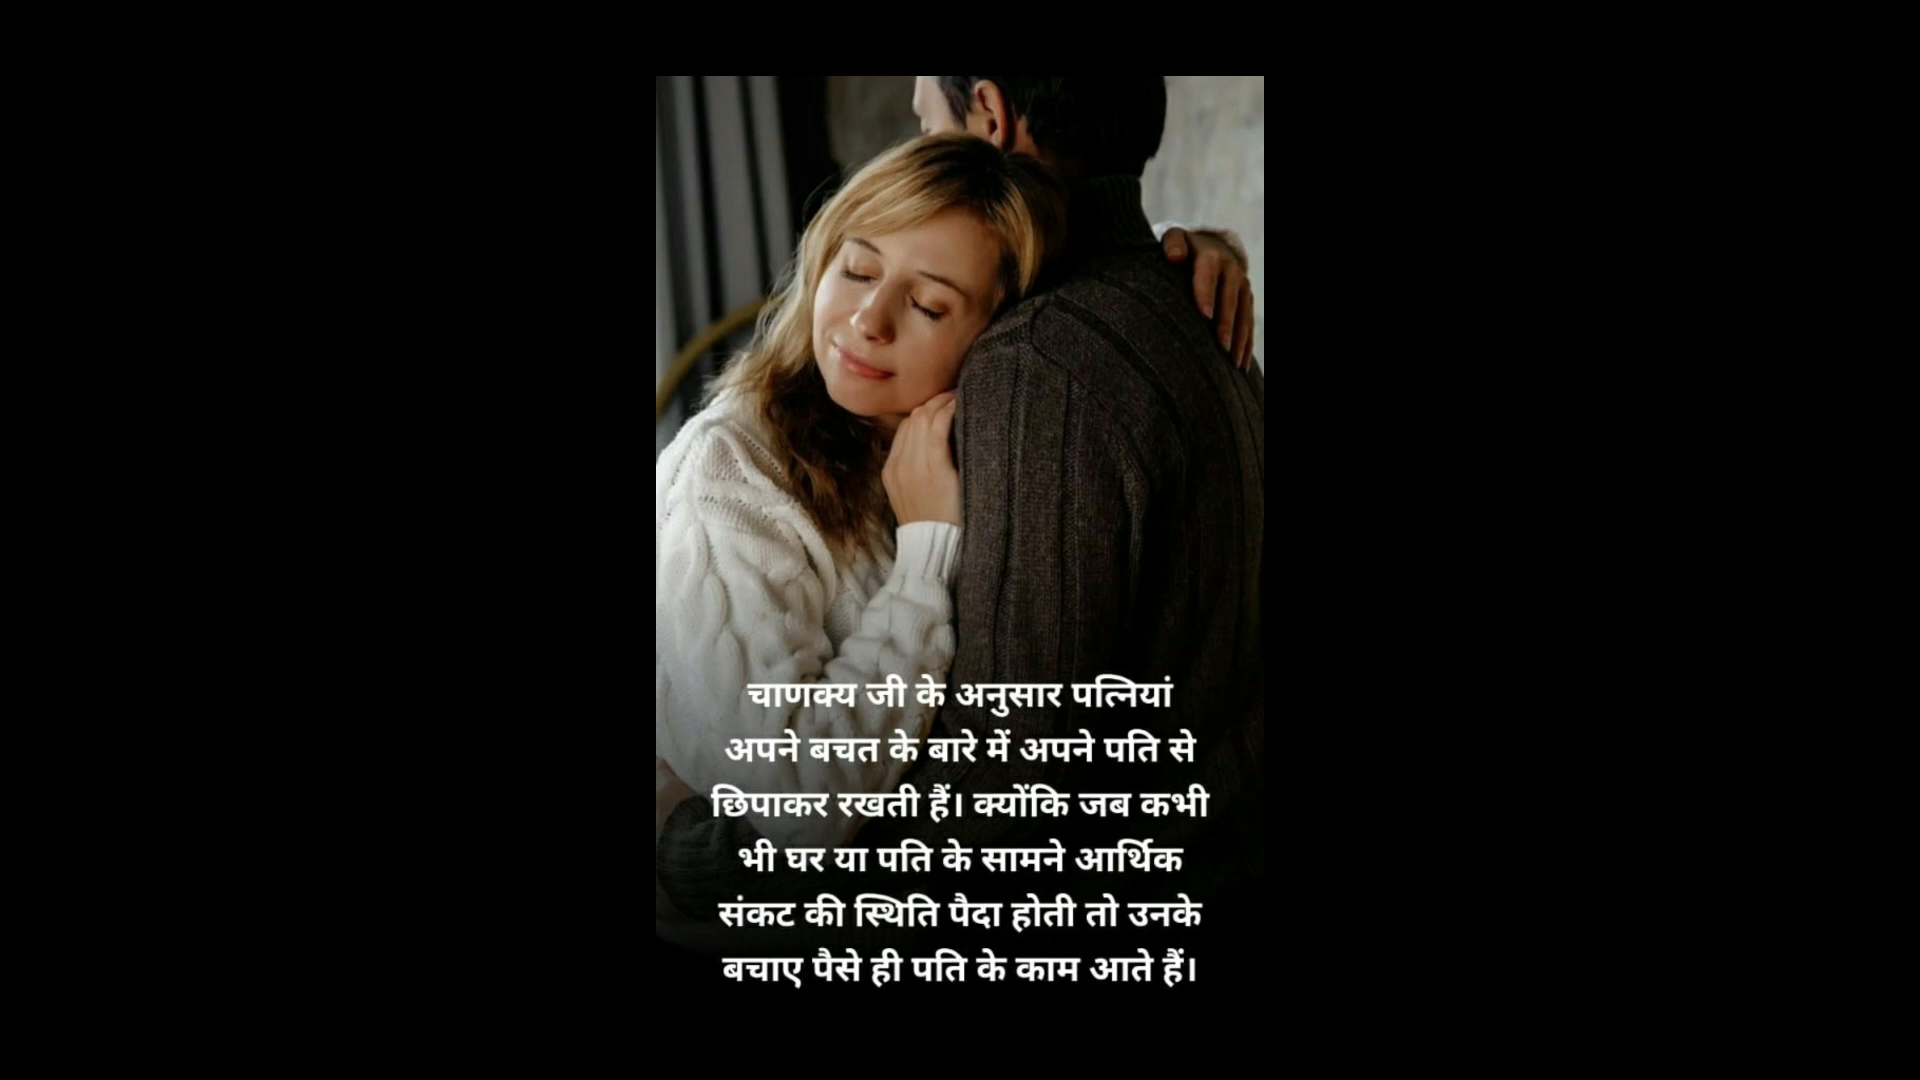 चाणक्य जी के अनुसार पत्नियां
अपने बचत के बारे में अपने पति से
छिपाकर रखती हैं। क्योंकि जब कभी
भी घर या पति के सामने आर्थिक
संकट की स्थिति पैदा होती तो उनके
बचाए पैसे ही पति के काम आते हैं।